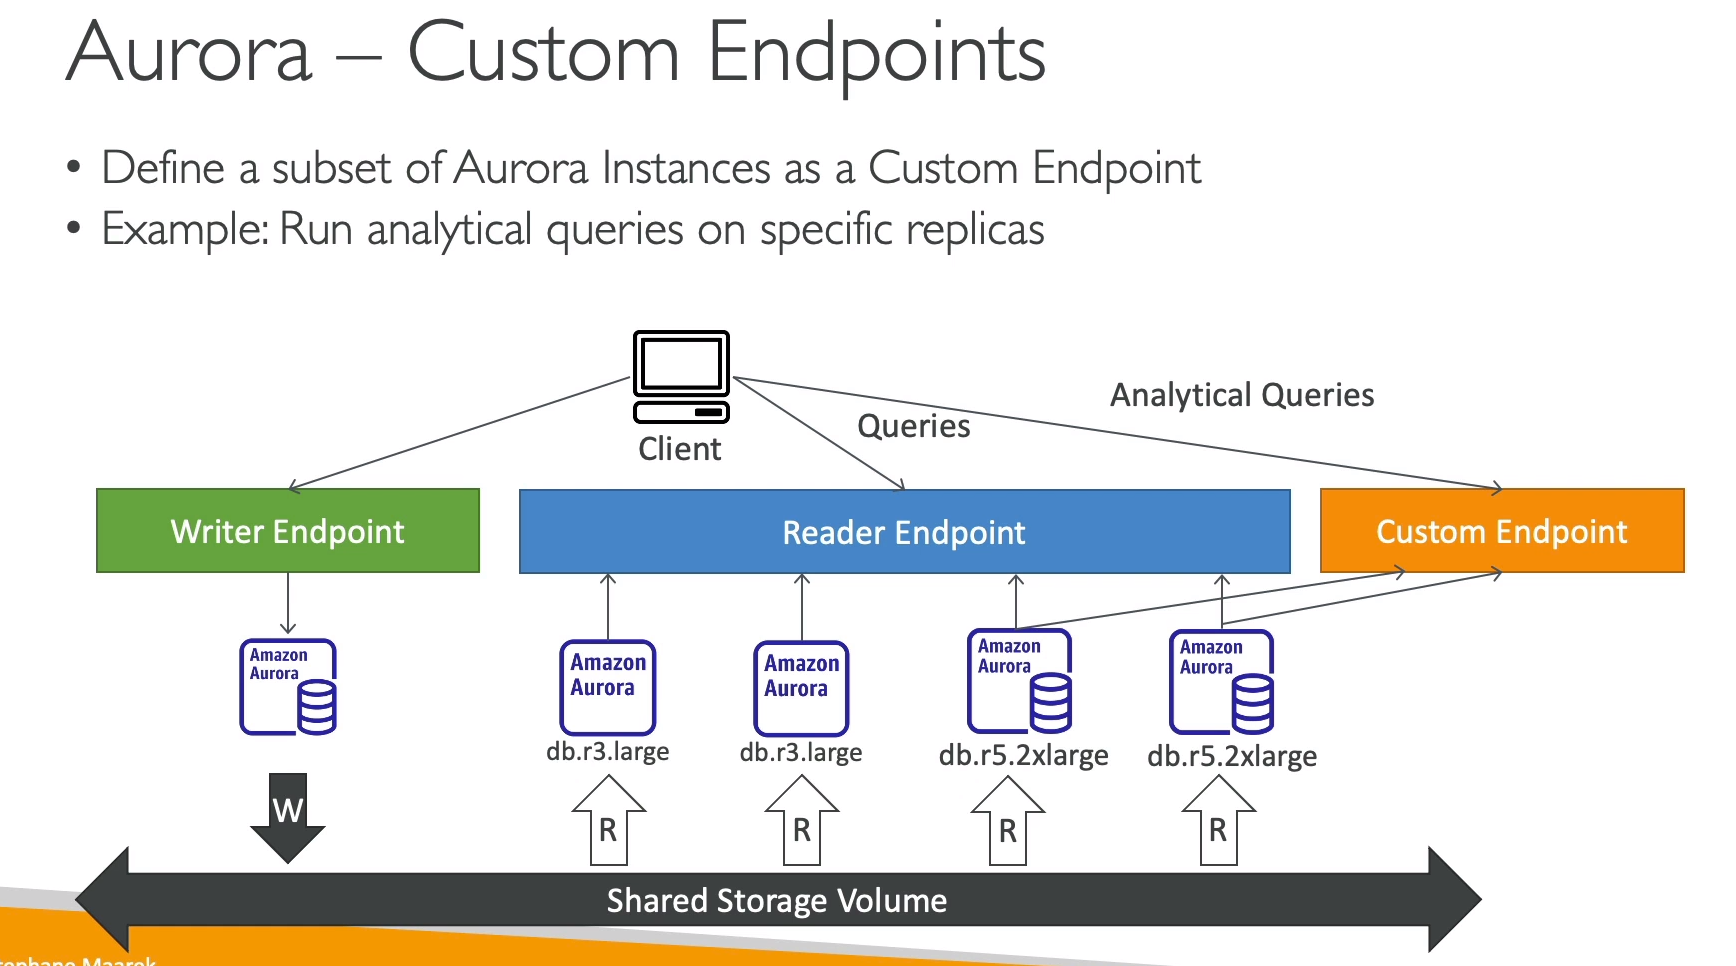 Aurora – Custom Endpoints
• Define a subset of Aurora Instances as a Custom Endpoint
• Example: Run analytical queries on specific replicas
Analytical Queries
Queries
Client
Writer Endpoint
Reader Endpoint
Custom Endpoint
Amazon
Aurora
Amazon
Aurora
Amazon
Aurora
Amazon
Aurora
Amazon
Aurora
db.r3.large
db.r3.large
db.r5.2xlarge
db.r5.2xlarge
W
R
R
R
R
Shared Storage Volume